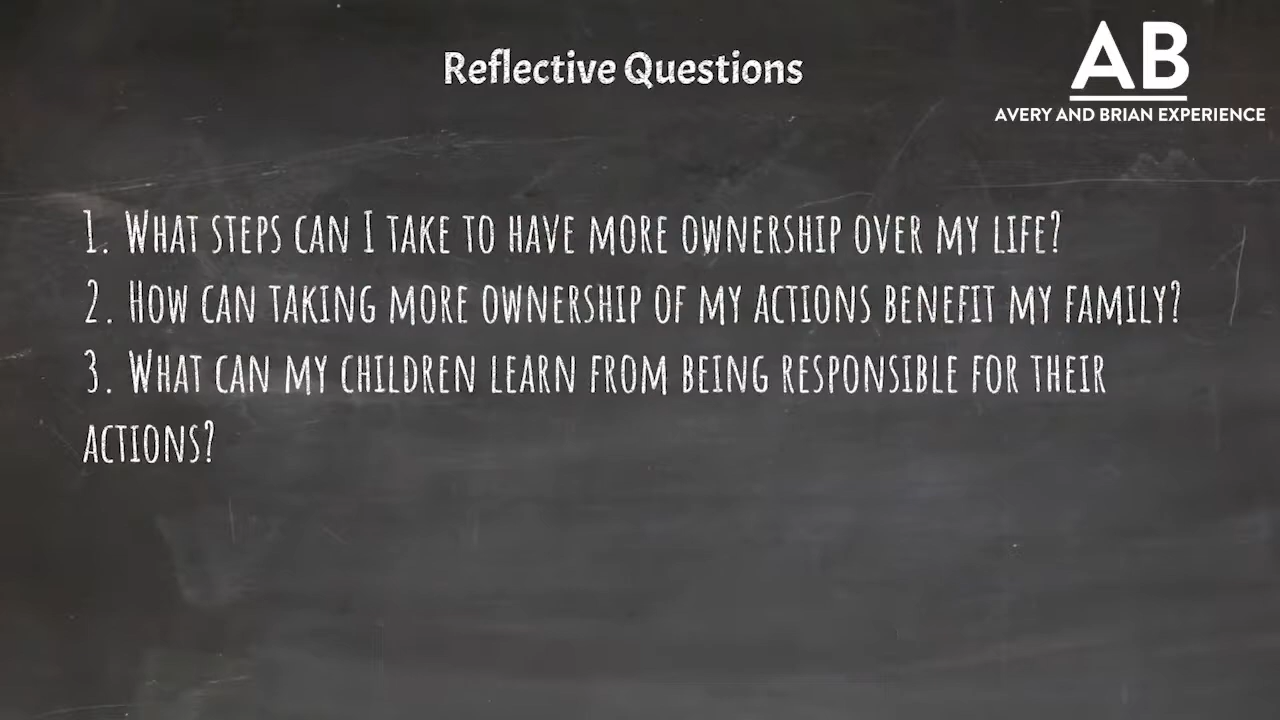 Reflective Questions
AB
AVERY AND BRIAN EXPERIENCE
1. What steps can I take to have more ownership over my life?
2. How can taking more ownership of my actions benefit my family?
3. What can my children learn from being responsible for their
actions?